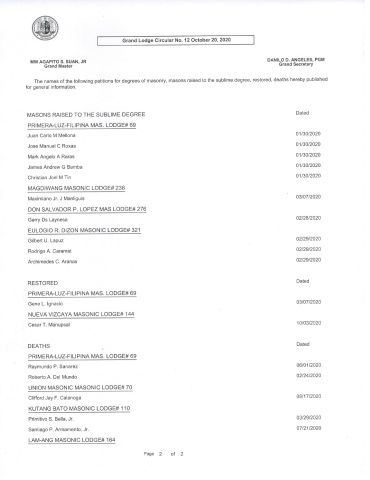 Grand Lodge Circular No. 12 October 20, 2020
MW AGAPITO S. SUAN, JR
Grand Master
DANILO D. ANGELES, PGM
Grand Secretary
The names of the following petitions for degrees of masonry, masons raised to the sublime degree, restored, deaths hereby published
for general information.
MASONS RAISED TO THE SUBLIME DEGREE Dated
PRIMERA-LUZ-FILIPINA MAS. LODGE# 69
Juan Carlo M Mellona 01/30/2020
Jose Manuel C Roxas 01/30/2020
Mark Angelo A Raras 01/30/2020
James Andrew G Bumba 01/30/2020
Christian Joel M Tin 01/30/2020
MAGDIWANG MASONIC LODGE# 238
Maximiano Jr. J Manliguis 03/07/2020
DON SALVADOR P. LOPEZ MAS LODGE# 276
Garry Ds Laynesa 02/28/2020
EULOGIO R. DIZON MASONIC LODGE# 321
Gilbert U. Lapuz 02/29/2020
Rodrigo A. Caramat 02/29/2020
Archimedes C. Aranas 02/29/2020
RESTORED Dated
PRIMERA-LUZ-FILIPINA MAS. LODGE# 69
Gene L. Ignacio 03/07/2020
NUEVA VIZCAYA MASONIC LODGE# 144
Cesar T. Manupaal 10/03/2020
DEATHS Dated
PRIMERA-LUZ-FILIPINA MAS. LODGE# 69
Raymundo P. Sanares 06/01/2020
Roberto A. Del Mundo 02/24/2020
UNION MASONIC MASONIC LODGE# 70
Clifford Jay F. Catanoga 08/17/2020
KUTANG BATO MASONIC LODGE# 110
Primitivo S. Bella, Jr. 03/29/2020
Santiago P. Armamento, Jr. 07/21/2020
LAM-ANG MASONIC LODGE# 164
Page 2 of 2